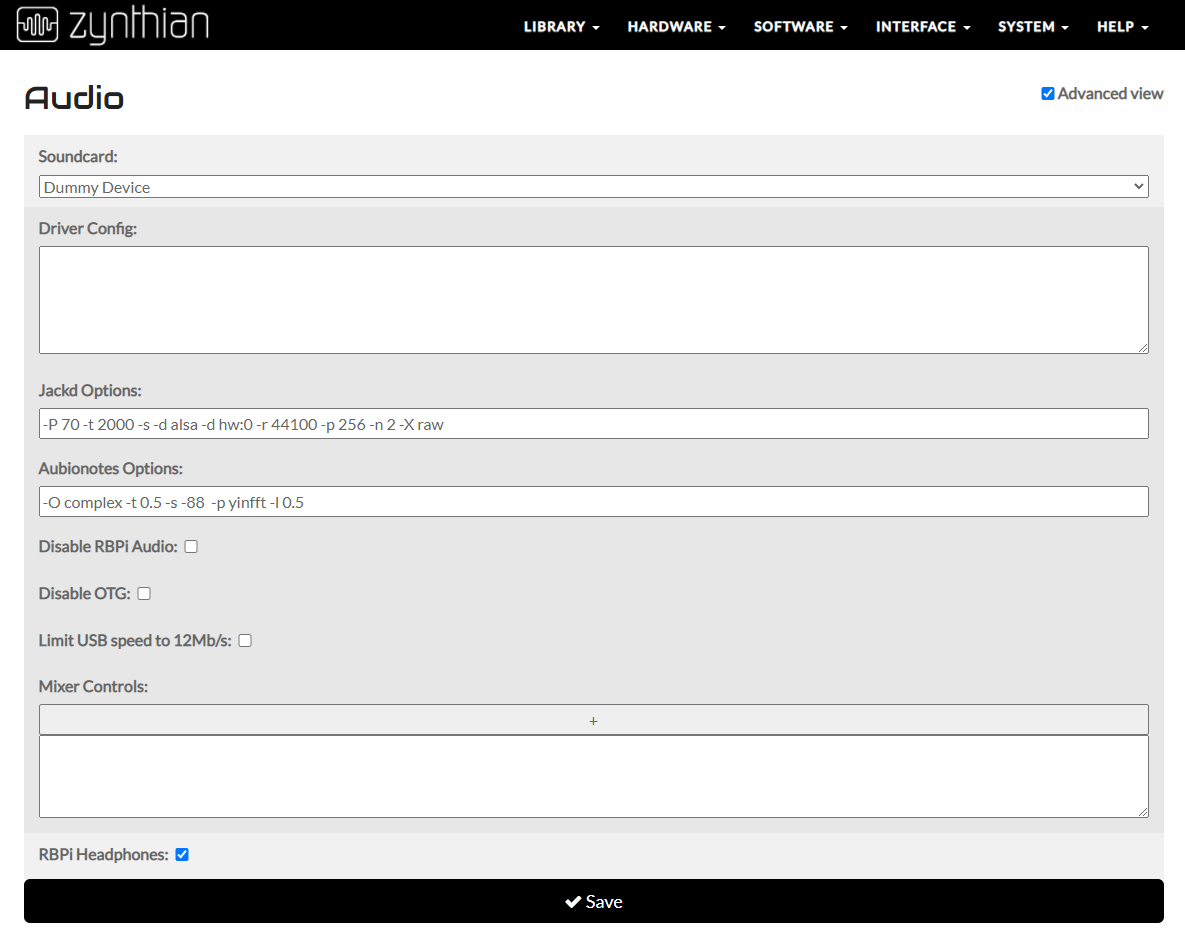 zynthian
LIBRARY HARDWARE SOFTWARE INTERFACE SYSTEM HELP
Audio
Advanced view
Soundcard:
Dummy Device
Driver Config:
Jackd Options:
-P 70 -t 2000 -s -d alsa -d hw:0 -r 44100 -p 256 -n 2 -X raw
Aubionotes Options:
-O complex -t 0.5 -s -88  -p yinfft -l 0.5
Disable RBPi Audio:
Disable OTG:
Limit USB speed to 12Mb/s:
Mixer Controls:
+
RBPi Headphones:
Save